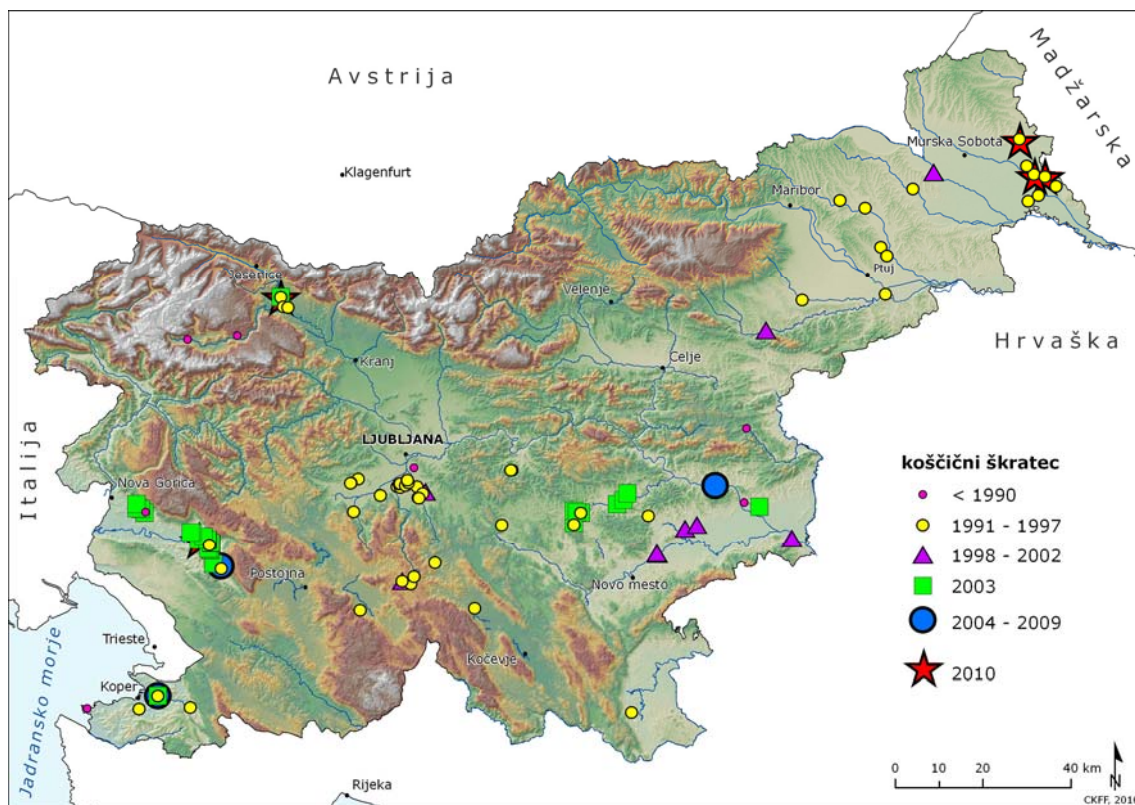 Avstrija
Madžarska
Murska Sobota
Klagenfurt
Maribor
Jesenice
Ptuj
Velenje
Hrvaška
Kranj
Celje
Italija
LJUBLJANA
Nova Gorica
koščični škratec
< 1990
1991 - 1997
1998 - 2002
2003
2004 - 2009
2010
Postojna
Novo mesto
Trieste
Kočevje
Koper
Jadransko morje
Rijeka
N
0 10 20 40 km
CKFF, 2010